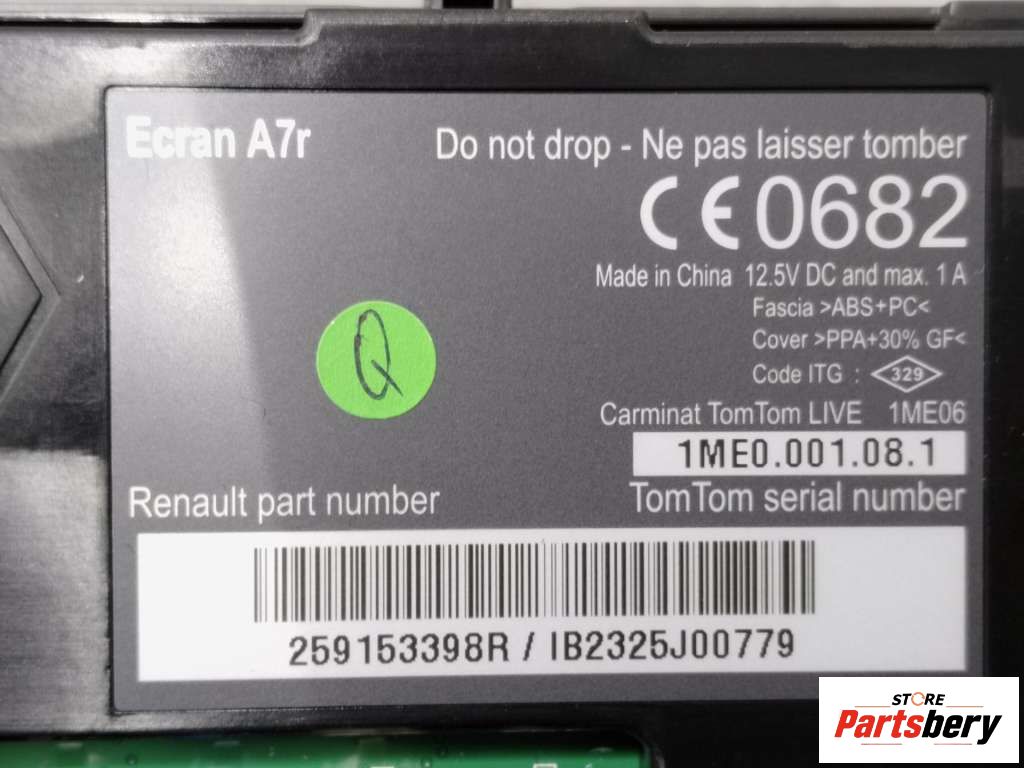 Ecran A7r
Do not drop - Ne pas laisser tomber
CE0682
Made in China 12.5V DC and max. 1 A
Fascia >ABS+PC<
Cover >PPA+30% GF<
Code ITG : 329
Q
Carminat TomTom LIVE 1ME06
1ME0.001.08.1
Renault part number
TomTom serial number
259153398R / IB2325J00779
STORE
Partsbery